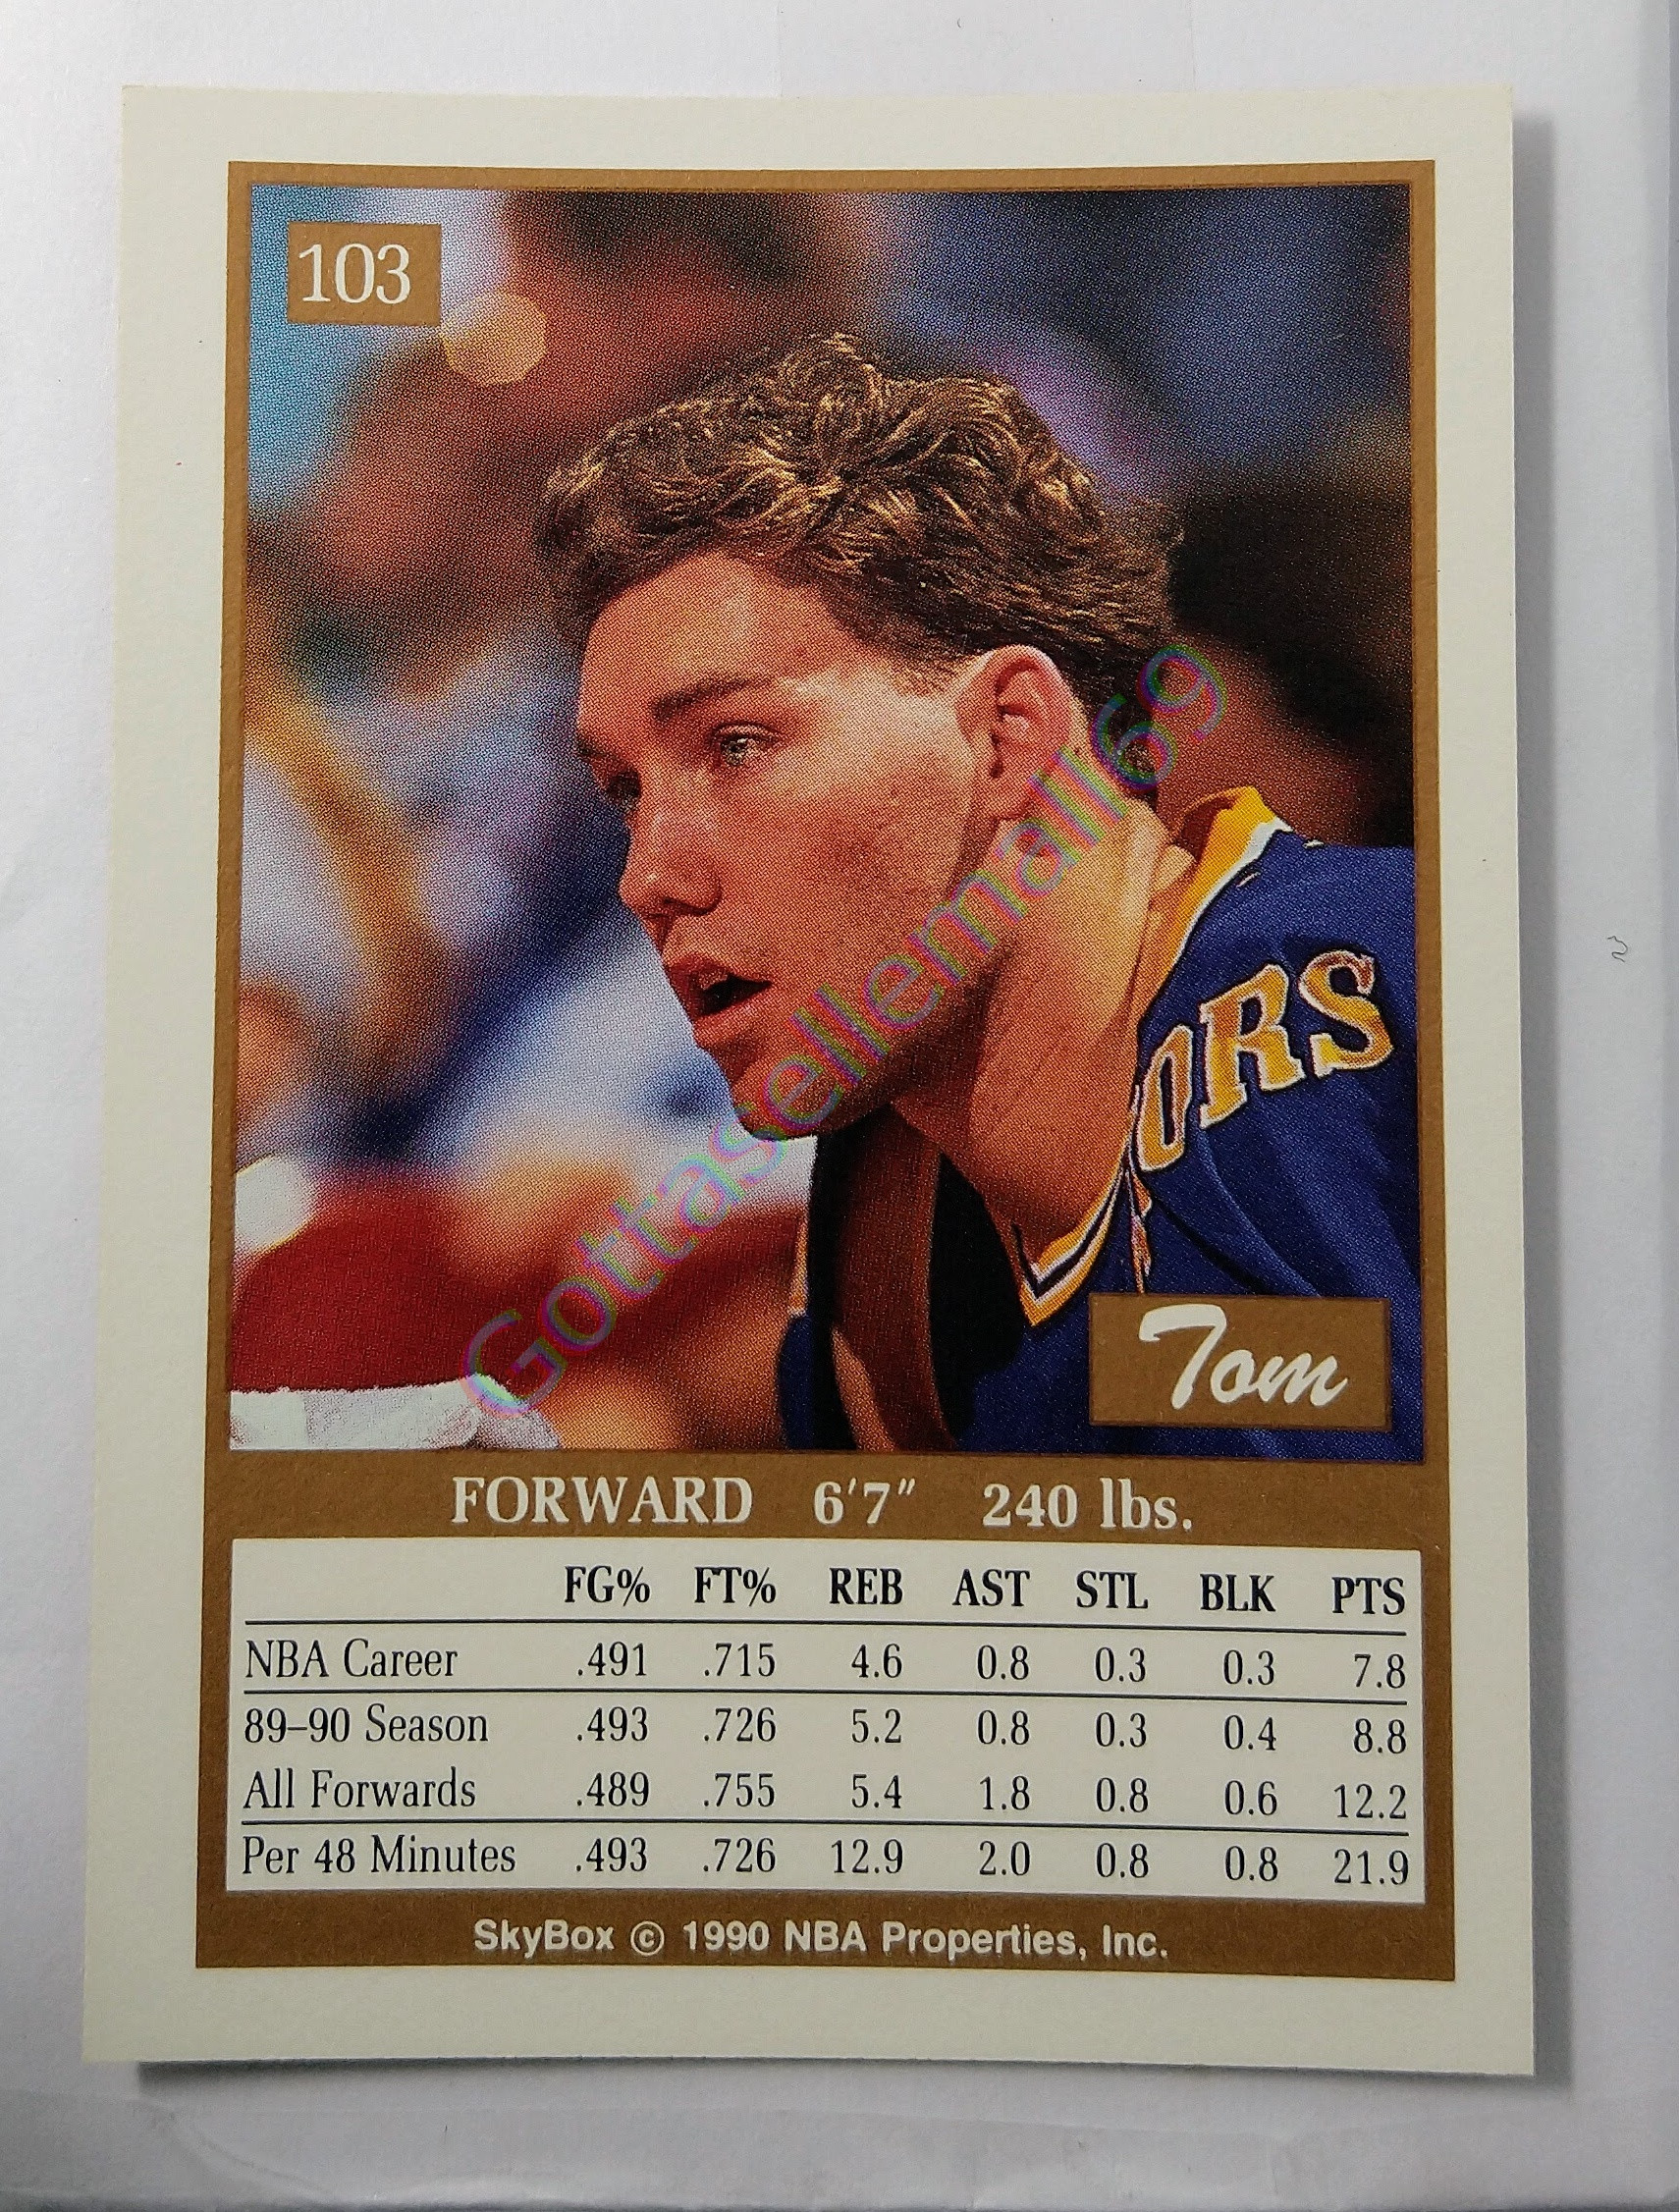 103
ORS
Gottasellemall69
Tom
FORWARD 6'7" 240 lbs.
FG% FT% REB AST STL BLK PTS
NBA Career .491 .715 4.6 0.8 0.3 0.3 7.8
89–90 Season .493 .726 5.2 0.8 0.3 0.4 8.8
All Forwards .489 .755 5.4 1.8 0.8 0.6 12.2
Per 48 Minutes .493 .726 12.9 2.0 0.8 0.8 21.9
SkyBox © 1990 NBA Properties, Inc.